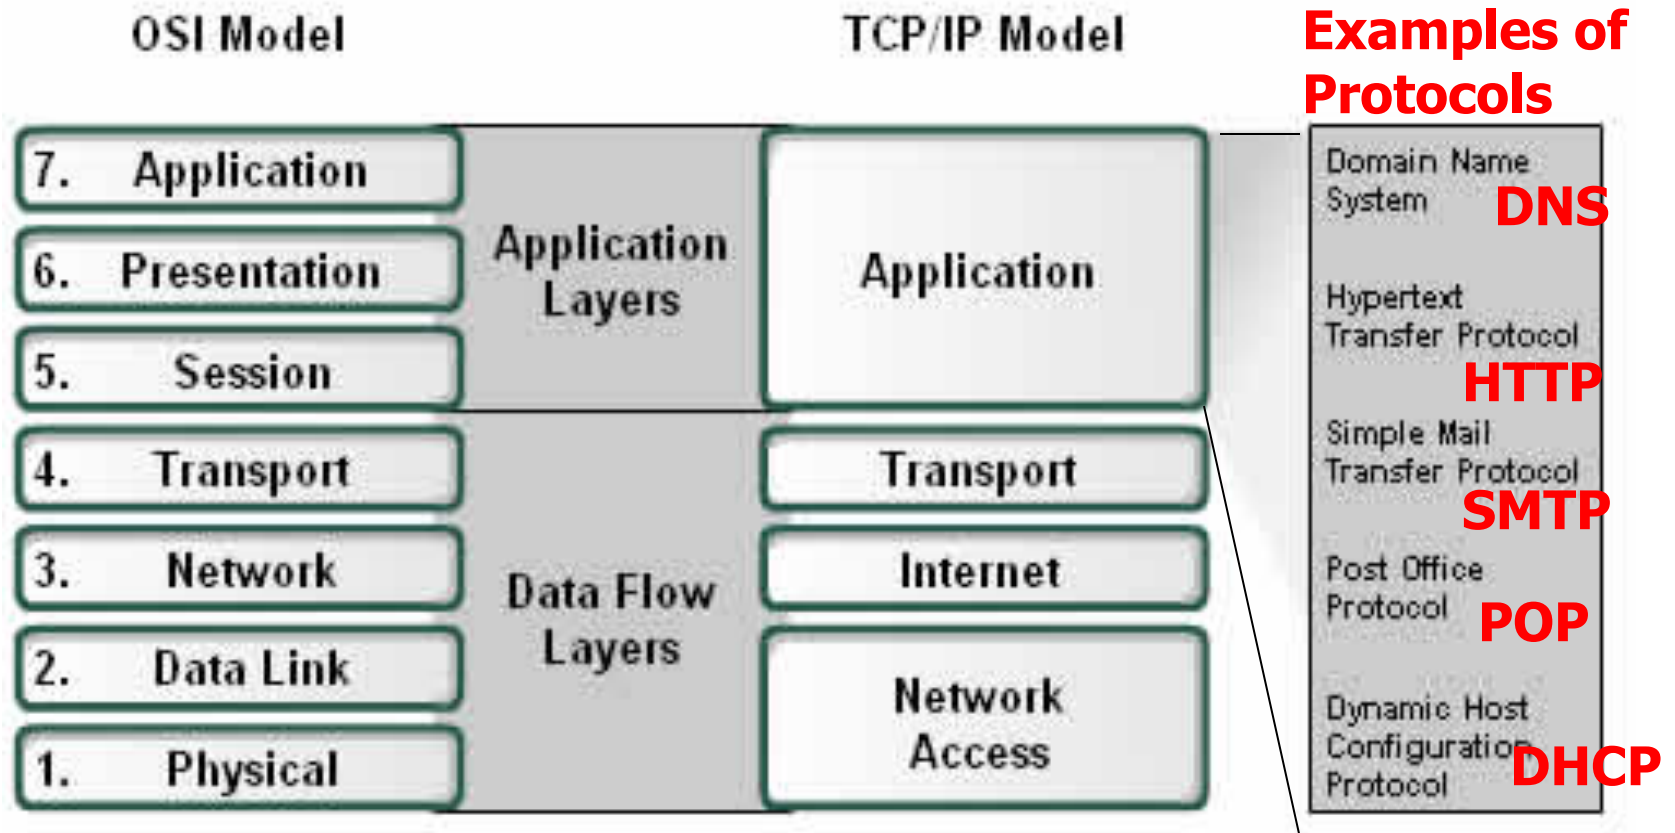 OSI Model
TCP/IP Model
Examples of
Protocols
7. Application
6. Presentation
5. Session
4. Transport
3. Network
2. Data Link
1. Physical
Application
Layers
Data Flow
Layers
Application
Transport
Internet
Network
Access
Domain Name
System
DNS
Hypertext
Transfer Protocol
HTTP
Simple Mail
Transfer Protocol
SMTP
Post Office
Protocol
POP
Dynamic Host
Configuration
Protocol
DHCP